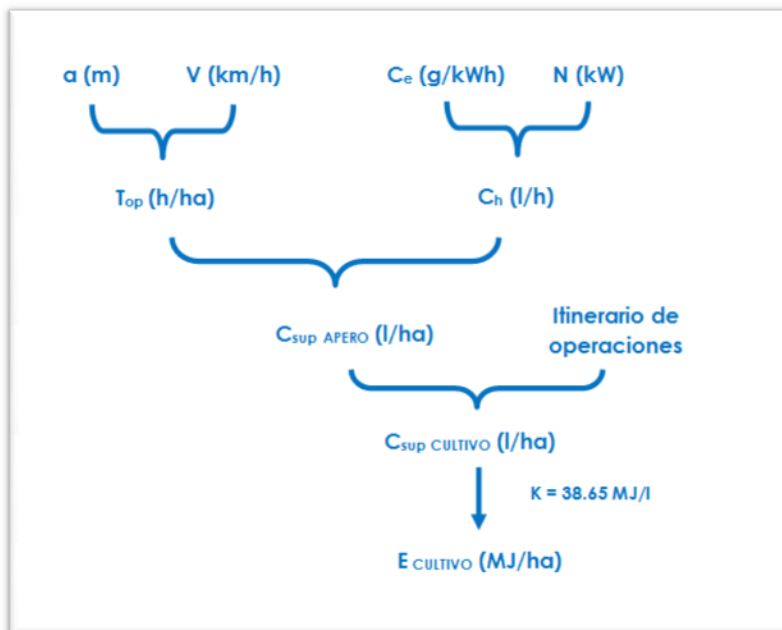 a (m) V (km/h) Ce (g/kWh) N (kW)
Top (h/ha) Ch (l/h)
Csup APERO (l/ha)
Itinerario de
operaciones
Csup CULTIVO (l/ha)
K = 38.65 MJ/l
E CULTIVO (MJ/ha)